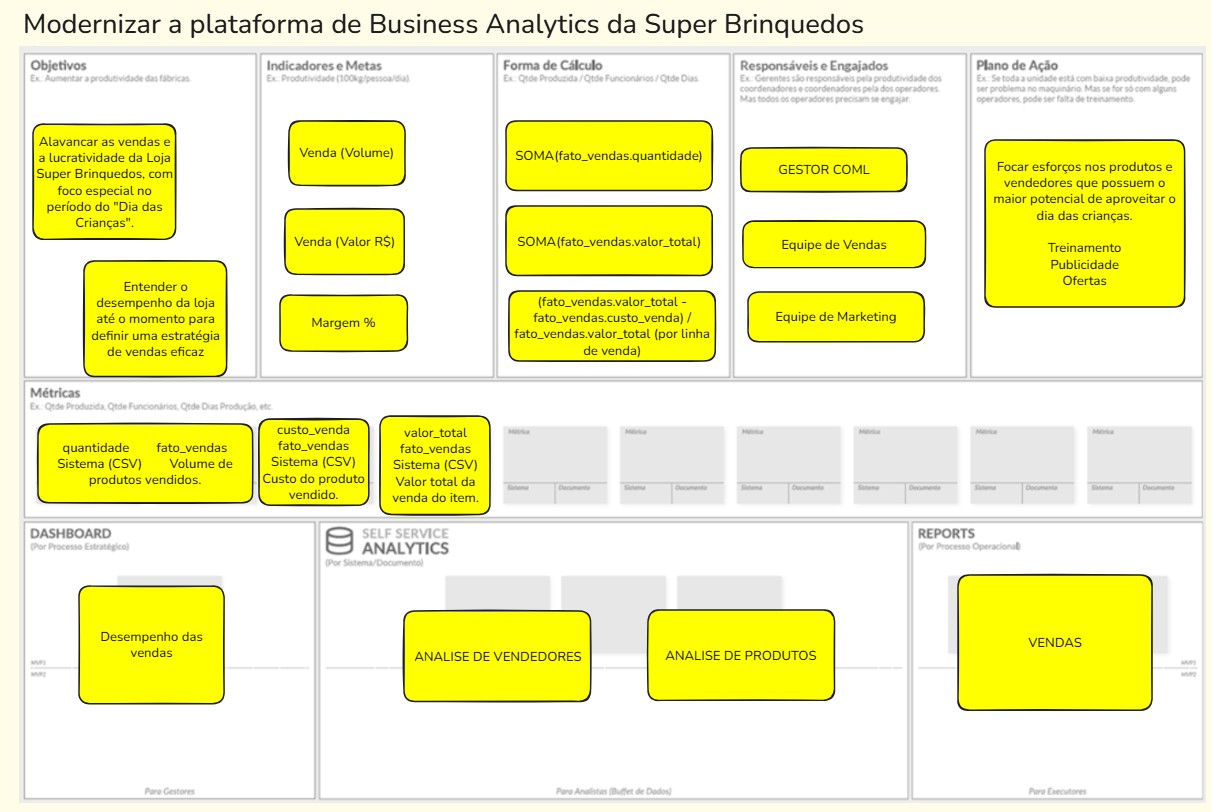 Modernizar a plataforma de Business Analytics da Super Brinquedos
Objetivos
Ex.: Aumentar a produtividade das fábricas.
Alavancar as vendas e
a lucratividade da Loja
Super Brinquedos, com
foco especial no
período do "Dia das
Crianças".
Entender o
desempenho da loja
até o momento para
definir uma estratégia
de vendas eficaz
Indicadores e Metas
Ex.: Produtividade (100kg/pessoa/dia).
Venda (Volume)
Venda (Valor R$)
Margem %
Forma de Cálculo
Ex.: Qtde Produzida / Qtde Funcionários / Qtde Dias.
SOMA(fato_vendas.quantidade)
SOMA(fato_vendas.valor_total)
(fato_vendas.valor_total -
fato_vendas.custo_venda) /
fato_vendas.valor_total (por linha
de venda)
Responsáveis e Engajados
Ex.: Gerentes são responsáveis pela produtividade dos
coordenadores e coordenadores pela dos operadores.
Mas todos os operadores precisam se engajar.
GESTOR COML
Equipe de Vendas
Equipe de Marketing
Plano de Ação
Ex.: Se toda a unidade está com baixa produtividade, pode
ser problema no maquinário. Mas se for só com alguns
operadores, pode ser falta de treinamento.
Focar esforços nos produtos e
vendedores que possuem o
maior potencial de aproveitar o
dia das crianças.
Treinamento
Publicidade
Ofertas
Métricas
Ex.: Qtde Produzida, Qtde Funcionários, Qtde Dias Produção, etc.
quantidade fato_vendas
Sistema (CSV) Volume de
produtos vendidos.
custo_venda
fato_vendas
Sistema (CSV)
Custo do produto
vendido.
valor_total
fato_vendas
Sistema (CSV)
Valor total da
venda do item.
Métrica
Sistema Documento
Métrica
Sistema Documento
Métrica
Sistema Documento
Métrica
Sistema Documento
Métrica
Sistema Documento
Métrica
Sistema Documento
DASHBOARD
(Por Processo Estratégico)
Desempenho das
vendas
MVP1
MVP2
Para Gestores
SELF SERVICE
ANALYTICS
(Por Sistema/Documento)
ANALISE DE VENDEDORES
ANALISE DE PRODUTOS
Para Analistas (Buffet de Dados)
REPORTS
(Por Processo Operacional)
VENDAS
MVP1
MVP2
Para Executores